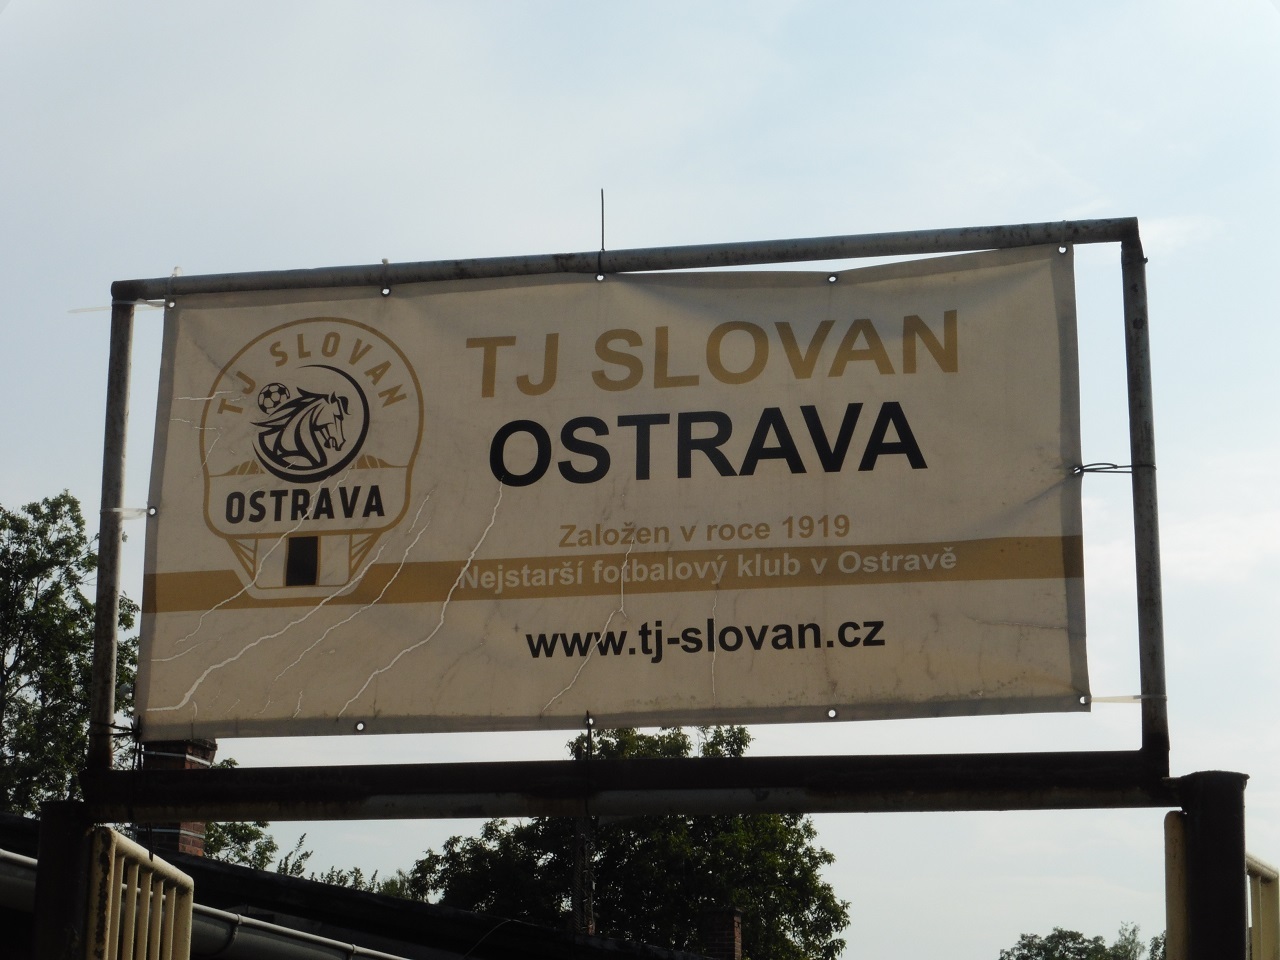 TJ SLOVAN
OSTRAVA
TJ SLOVAN
OSTRAVA
Založen v roce 1919
Nejstarší fotbalový klub v Ostravě
www.tj-slovan.cz